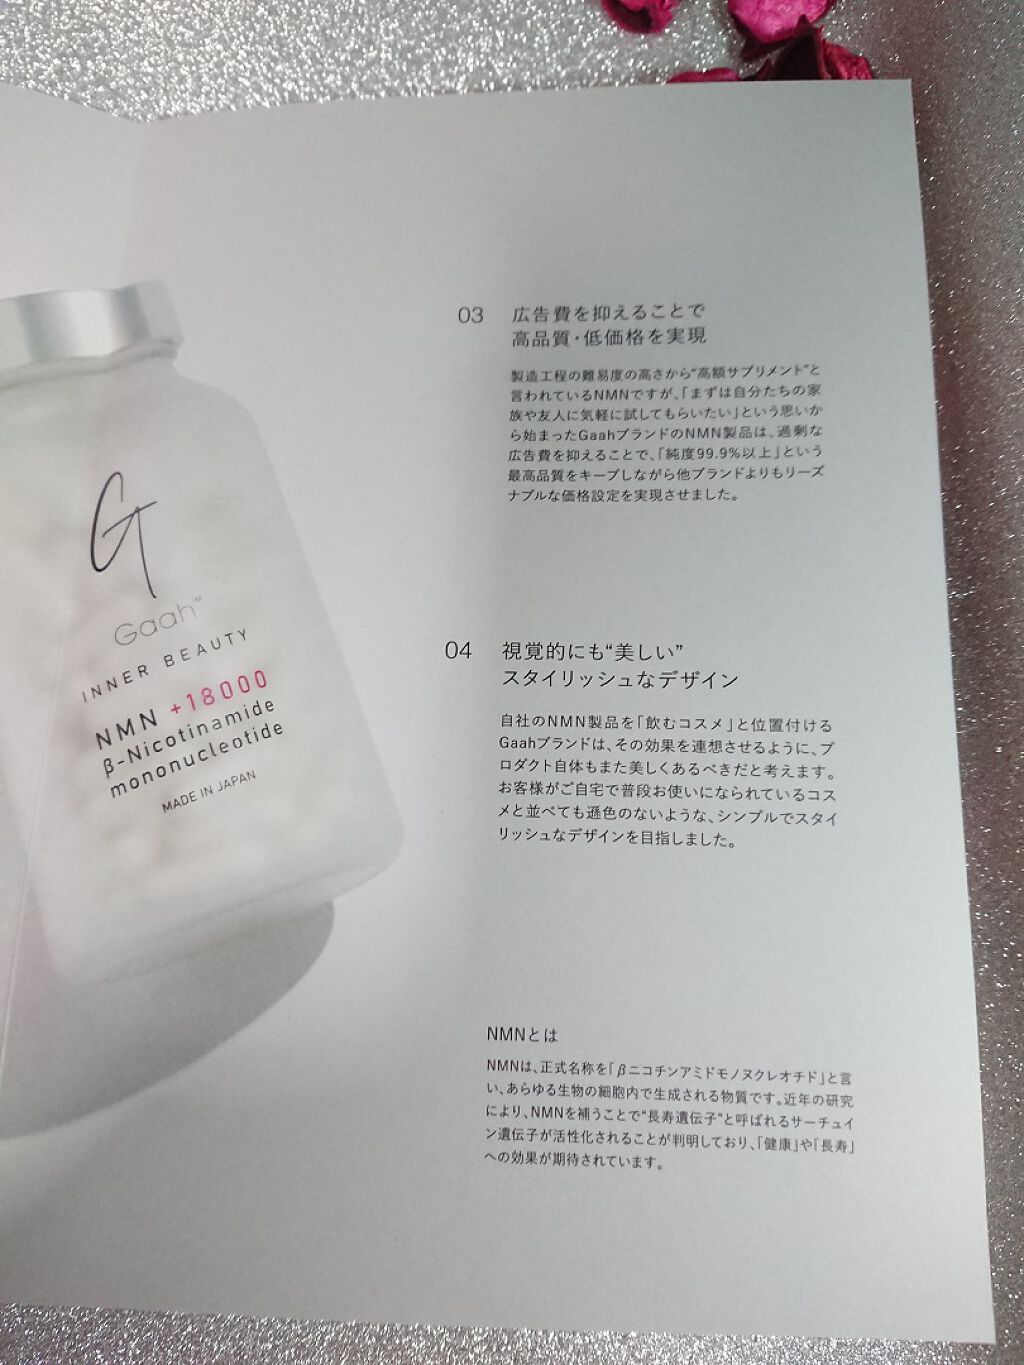 G
Gaah™
INNER BEAUTY
NMN +18000
β-Nicotinamide
mononucleotide
MADE IN JAPAN
03 広告費を抑えることで
高品質・低価格を実現
製造工程の難易度の高さから“高額サプリメント”と
言われているNMNですが、「まずは自分たちの家
族や友人に気軽に試してもらいたい」という思いか
ら始まったGaahブランドのNMN製品は、過剰な
広告費を抑えることで、「純度99.9%以上」という
最高品質をキープしながら他ブランドよりもリーズ
ナブルな価格設定を実現させました。
04 視覚的にも“美しい”
スタイリッシュなデザイン
自社のNMN製品を「飲むコスメ」と位置付ける
Gaahブランドは、その効果を連想させるように、プ
ロダクト自体もまた美しくあるべきだと考えます。
お客様がご自宅で普段お使いになられているコス
メと並べても遜色のないような、シンプルでスタイ
リッシュなデザインを目指しました。
NMNとは
NMNは、正式名称を「βニコチンアミドモノヌクレオチド」と言
い、あらゆる生物の細胞内で生成される物質です。近年の研究
により、NMNを補うことで“長寿遺伝子”と呼ばれるサーチュイ
ン遺伝子が活性化されることが判明しており、「健康」や「長寿」
への効果が期待されています。